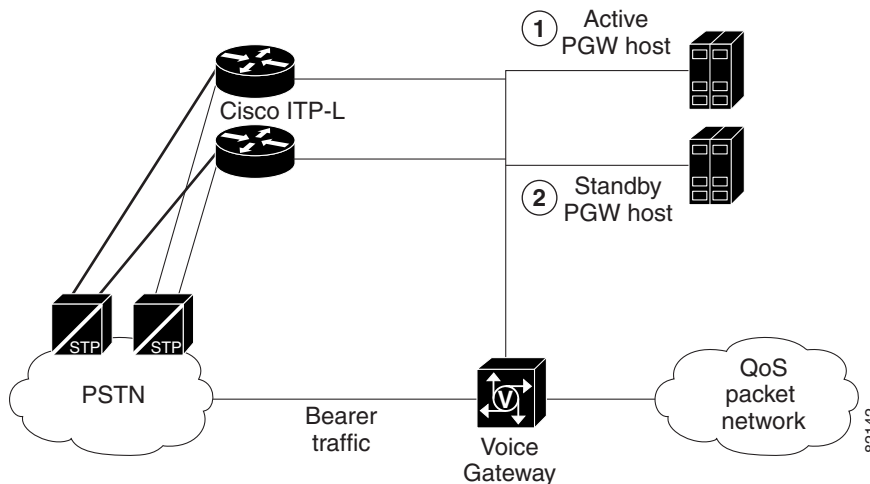 1
Active
PGW host
Cisco ITP-L
2
Standby
PGW host
STP
STP
PSTN
Bearer
traffic
V
Voice
Gateway
QoS
packet
network